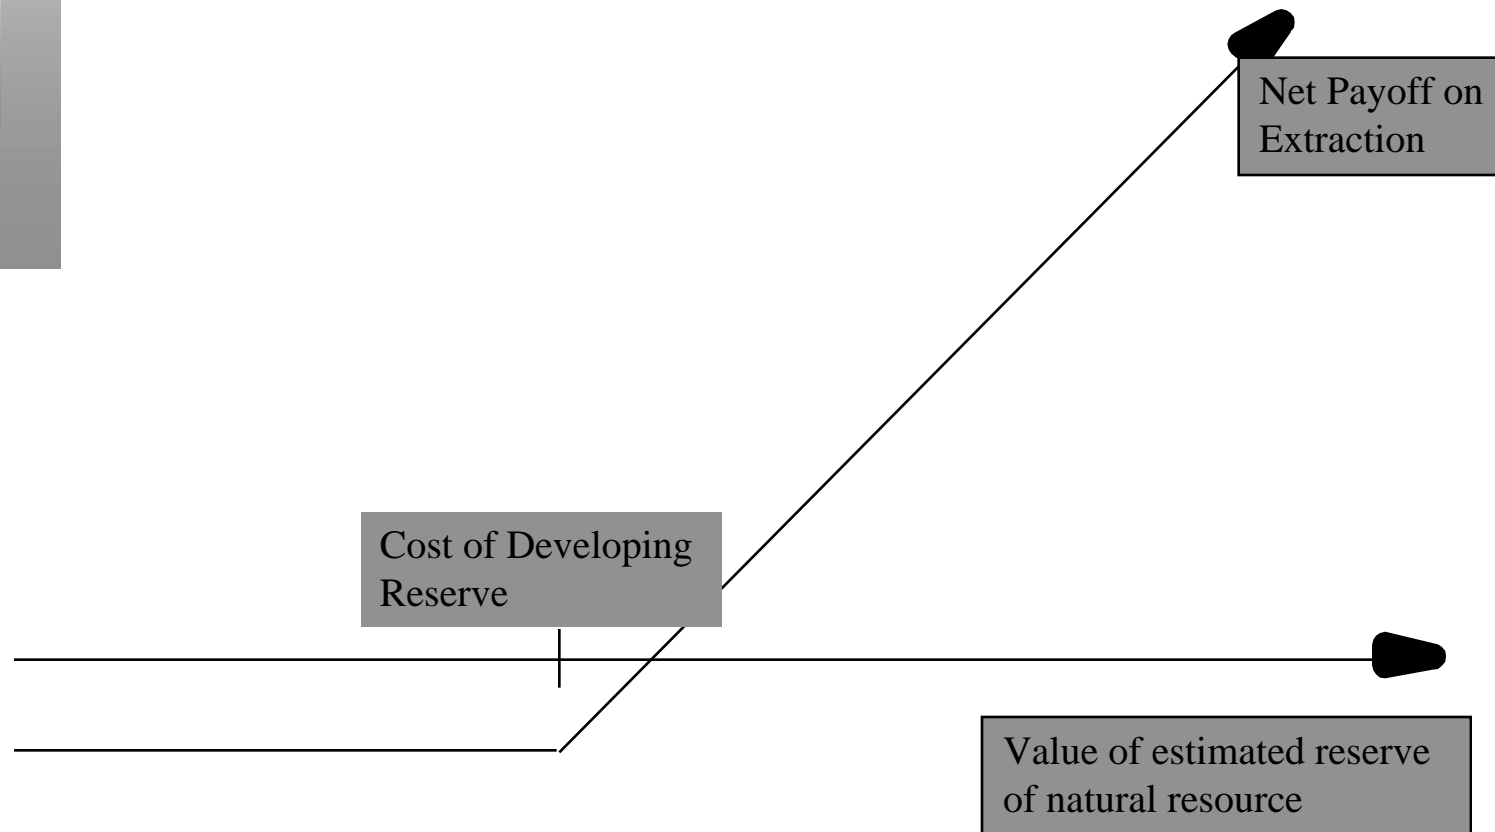 Net Payoff on
Extraction
Cost of Developing
Reserve
Value of estimated reserve
of natural resource